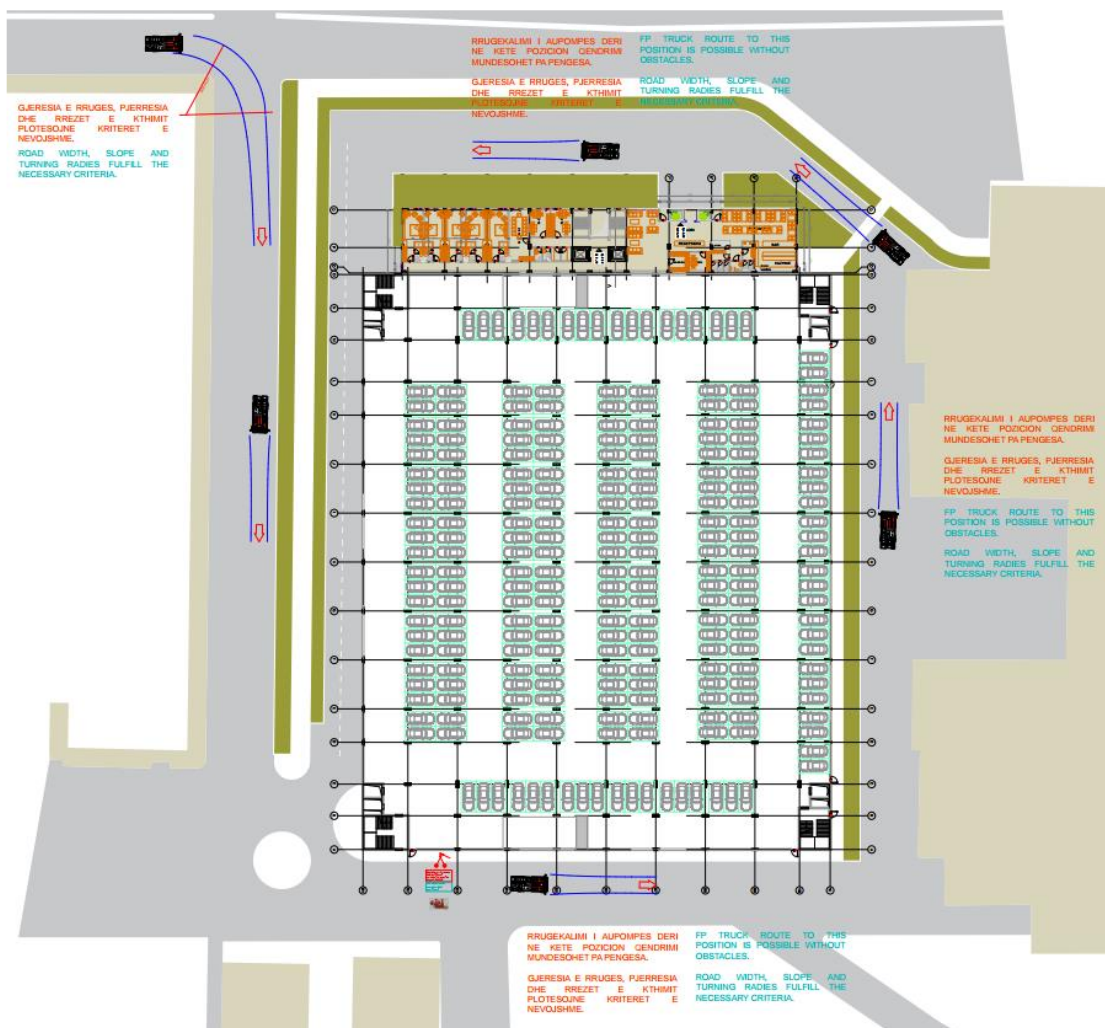 RRUGEKALIMI I AUPOMPES DERI
NE KETE POZICION QENDRIMI
MUNDESOHET PA PENGESA.
GJERESIA E RRUGES, PJERRESIA
DHE RREZET E KTHIMIT
PLOTESOJNE KRITERET E
NEVOJSHME.
FP TRUCK ROUTE TO THIS
POSITION IS POSSIBLE WITHOUT
OBSTACLES.
ROAD WIDTH, SLOPE AND
TURNING RADIES FULFILL THE
NECESSARY CRITERIA.
GJERESIA E RRUGES, PJERRESIA
DHE RREZET E KTHIMIT
PLOTESOJNE KRITERET E
NEVOJSHME.
ROAD WIDTH, SLOPE AND
TURNING RADIES FULFILL THE
NECESSARY CRITERIA.
RRUGEKALIMI I AUPOMPES DERI
NE KETE POZICION QENDRIMI
MUNDESOHET PA PENGESA.
GJERESIA E RRUGES, PJERRESIA
DHE RREZET E KTHIMIT
PLOTESOJNE KRITERET E
NEVOJSHME.
FP TRUCK ROUTE TO THIS
POSITION IS POSSIBLE WITHOUT
OBSTACLES.
ROAD WIDTH, SLOPE AND
TURNING RADIES FULFILL THE
NECESSARY CRITERIA.
RRUGEKALIMI I AUPOMPES DERI
NE KETE POZICION QENDRIMI
MUNDESOHET PA PENGESA.
GJERESIA E RRUGES, PJERRESIA
DHE RREZET E KTHIMIT
PLOTESOJNE KRITERET E
NEVOJSHME.
FP TRUCK ROUTE TO THIS
POSITION IS POSSIBLE WITHOUT
OBSTACLES.
ROAD WIDTH, SLOPE AND
TURNING RADIES FULFILL THE
NECESSARY CRITERIA.